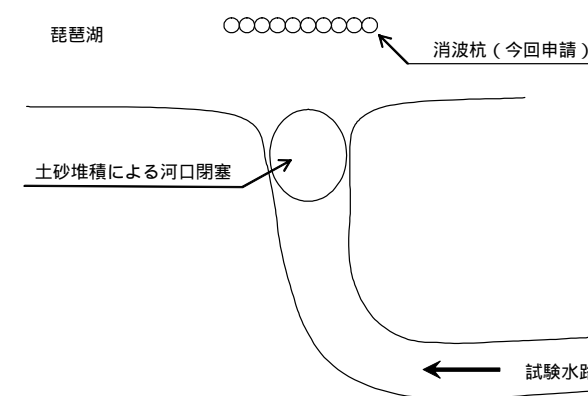 琵琶湖
消波杭（今回申請）
土砂堆積による河口閉塞
試験水路